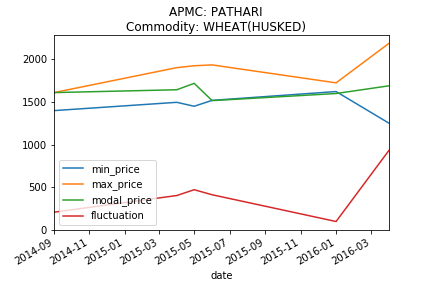 APMC: PATHARI
Commodity: WHEAT(HUSKED)
2000
1500
1000
500
0
min_price
max_price
modal_price
fluctuation
2014-09
2014-11
2015-01
2015-03
2015-05
2015-07
2015-09
2015-11
2016-01
2016-03
date